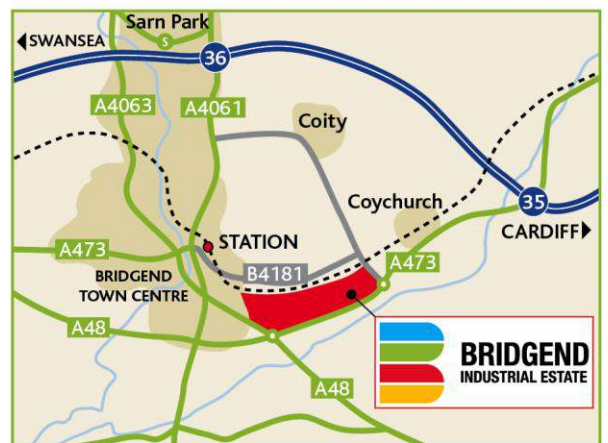 Sarn Park
SWANSEA
S
36
A4063
A4061
Coity
Coychurch
35
CARDIFF
STATION
A473
A473
B4181
BRIDGEND
TOWN CENTRE
A48
BRIDGEND
INDUSTRIAL ESTATE
A48